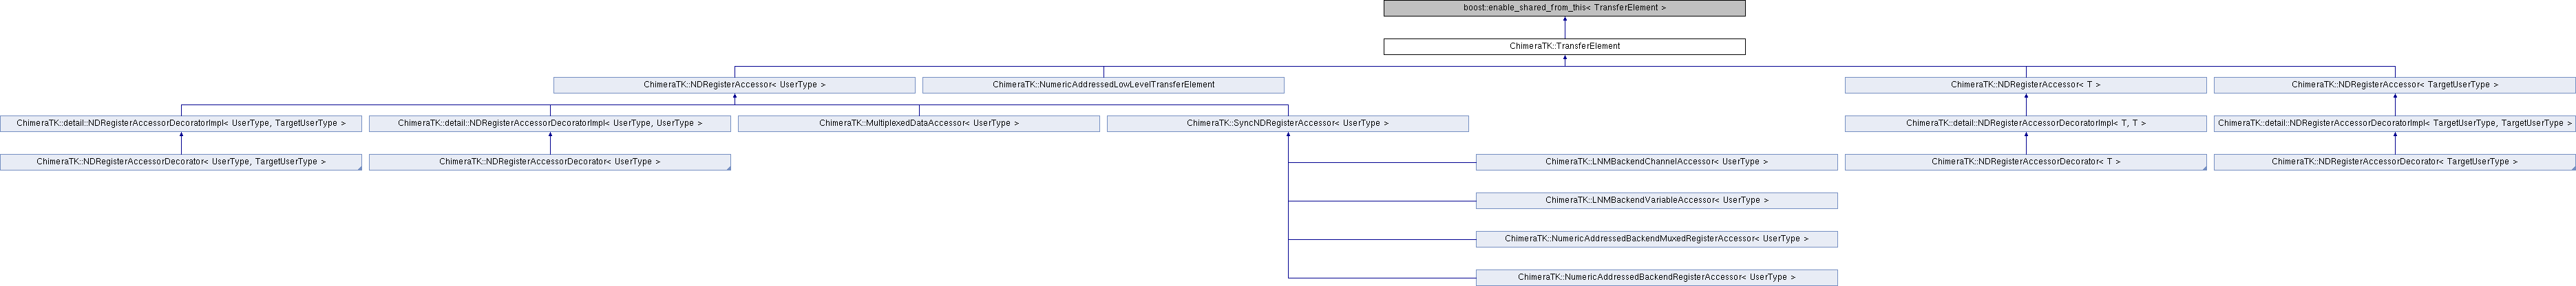 boost::enable_shared_from_this< TransferElement >
ChimeraTK::TransferElement
ChimeraTK::NDRegisterAccessor< UserType >
ChimeraTK::NumericAddressedLowLevelTransferElement
ChimeraTK::NDRegisterAccessor< T >
ChimeraTK::NDRegisterAccessor< TargetUserType >
ChimeraTK::detail::NDRegisterAccessorDecoratorImpl< UserType, TargetUserType >
ChimeraTK::detail::NDRegisterAccessorDecoratorImpl< UserType, UserType >
ChimeraTK::MultiplexedDataAccessor< UserType >
ChimeraTK::SyncNDRegisterAccessor< UserType >
ChimeraTK::detail::NDRegisterAccessorDecoratorImpl< T, T >
ChimeraTK::detail::NDRegisterAccessorDecoratorImpl< TargetUserType, TargetUserType >
ChimeraTK::NDRegisterAccessorDecorator< UserType, TargetUserType >
ChimeraTK::NDRegisterAccessorDecorator< UserType >
ChimeraTK::LNMBackendChannelAccessor< UserType >
ChimeraTK::NDRegisterAccessorDecorator< T >
ChimeraTK::NDRegisterAccessorDecorator< TargetUserType >
ChimeraTK::LNMBackendVariableAccessor< UserType >
ChimeraTK::NumericAddressedBackendMuxedRegisterAccessor< UserType >
ChimeraTK::NumericAddressedBackendRegisterAccessor< UserType >